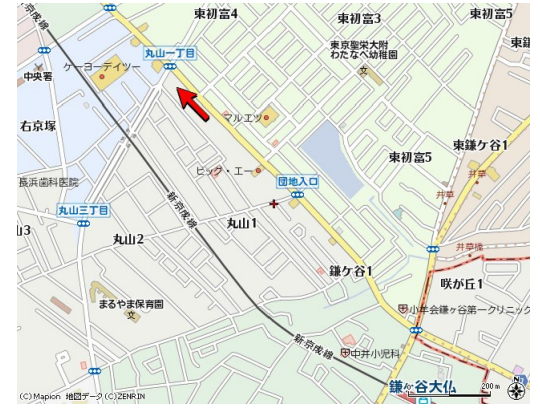 東初富4
東初富3
東初富5
丸山一丁目
東京聖栄大附
わたなべ幼稚園
ケーヨーデイツー
中央署
マルエツ
右京塚
東初富5
東鎌ケ谷1
ビッグ・エー
井草
長浜歯科医院
団地入口
新京成線
丸山三丁目
丸山1
丸山2
井草橋
鎌ケ谷1
咲が丘1
まるやま保育園
小年会鎌ヶ谷第一クリニック
新京成線
中井小児科
鎌ヶ谷大仏
200m
N
(C)Mapion 地図データ(C)ZENRIN